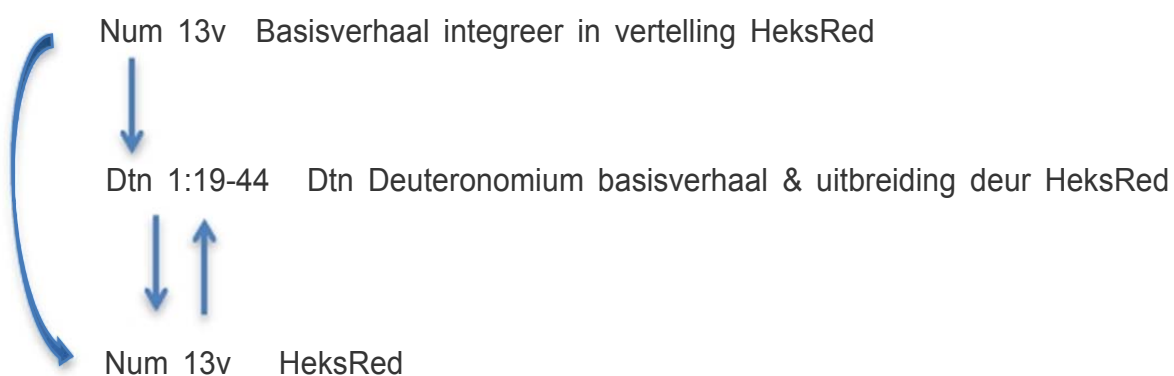 Num 13v Basisverhaal integreer in vertelling HeksRed
Dtn 1:19-44 Dtn Deuteronomium basisverhaal & uitbreiding deur HeksRed
Num 13v HeksRed